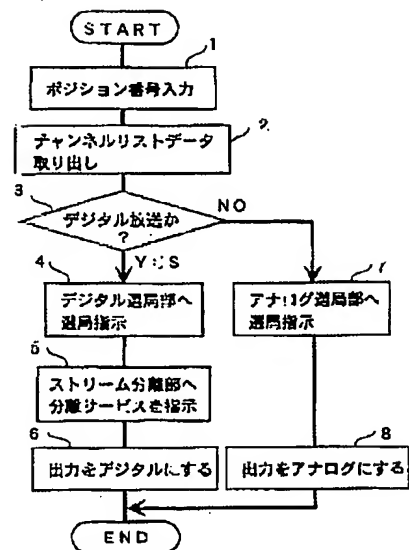 START
1
ポジション番号入力
2
チャンネルリストデータ
取り出し
3
デジタル放送か
?
NO
YES
4
デジタル選局部へ
選局指示
7
アナログ選局部へ
選局指示
5
ストリーム分離部へ
分離サービスを指示
6
出力をデジタルにする
8
出力をアナログにする
END